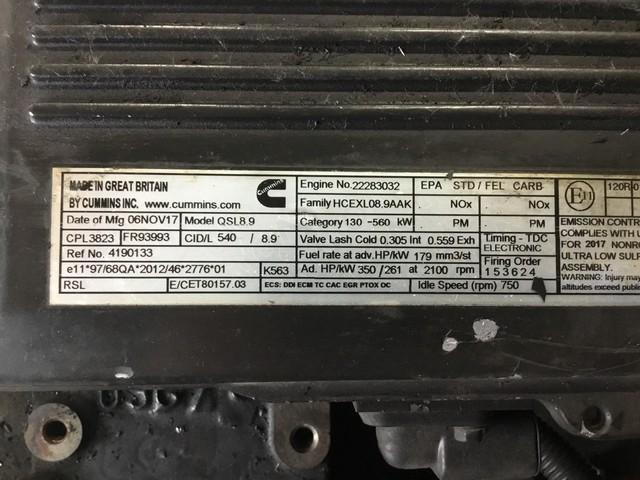 MADE IN GREAT BRITAIN
BY CUMMINS INC. www.cummins.com
Cummins
Engine No.22283032
EPA STD / FEL CARB
E11
120R-0
Family HCEXL08.9AAK
. NOx . NOx
Date of Mfg 06NOV17 Model QSL8.9
Category 130 -560 kW
. PM . PM
EMISSION CONTR
CPL3823 FR93993 CID/L 540 / 8.9
Valve Lash Cold 0.305 Int 0.559 Exh
Timing - TDC
ELECTRONIC
COMPLIES WITH U
FOR 2017 NONRO
Ref No. 4190133
Fuel rate at adv.HP/kW 179 mm3/st
Firing Order
153624
ULTRA LOW SULF
e11*97/68QA*2012/46*2776*01 K563
Ad. HP/kW 350 /261 at 2100 rpm
WARNING: Injury may
altitudes exceed publi
RSL E/CET80157.03
ECS: DDI ECM TC CAC EGR PTOX OC
Idle Speed (rpm) 750